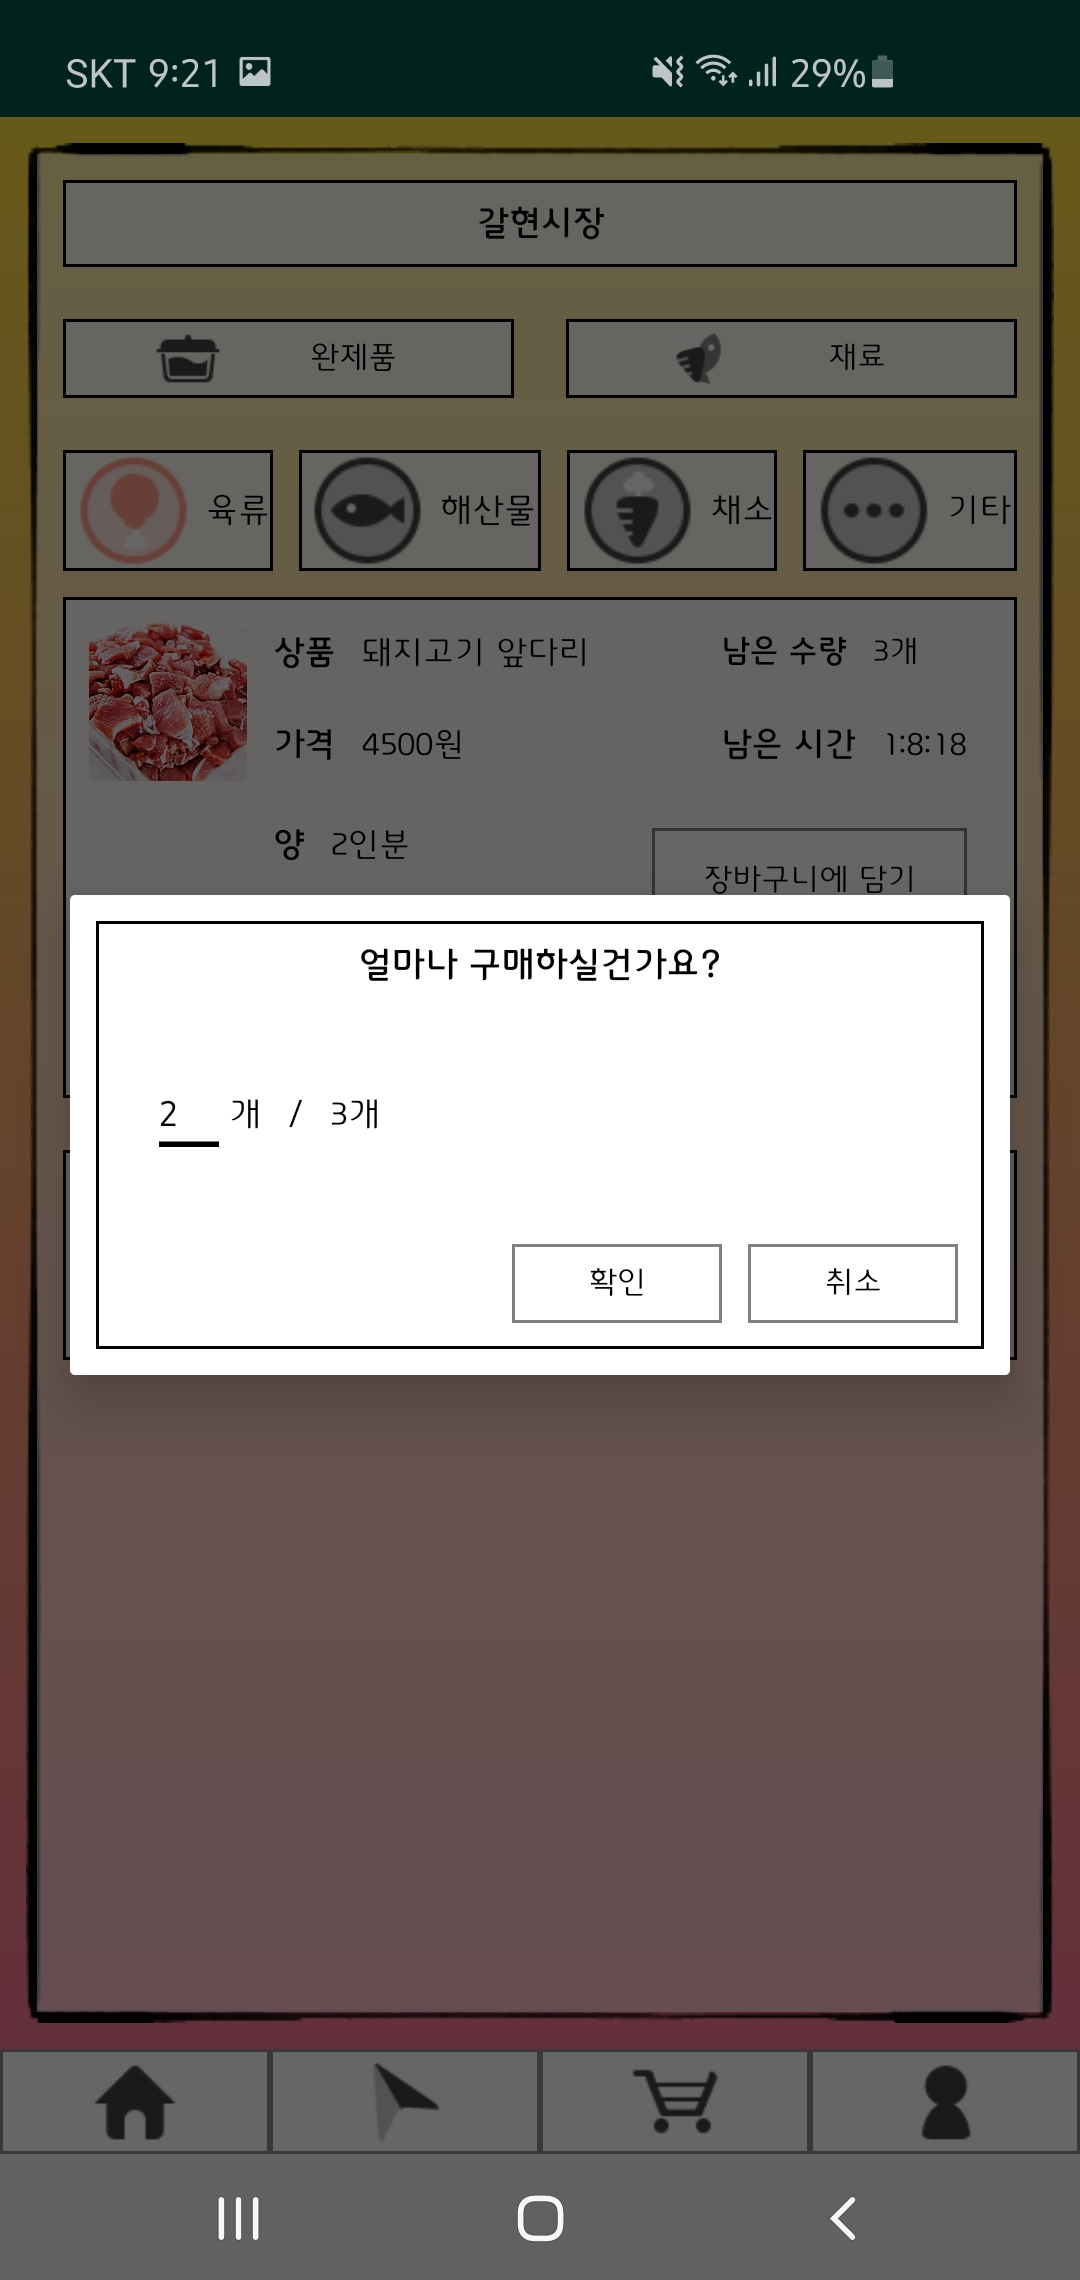 SKT 9:21 29%
갈현시장
완제품 재료
육류 해산물 채소 기타
상품 돼지고기 앞다리 남은 수량 3개
가격 4500원 남은 시간 1:8:18
양 2인분
장바구니에 담기
얼마나 구매하실건가요?
2 개 / 3개
확인 취소